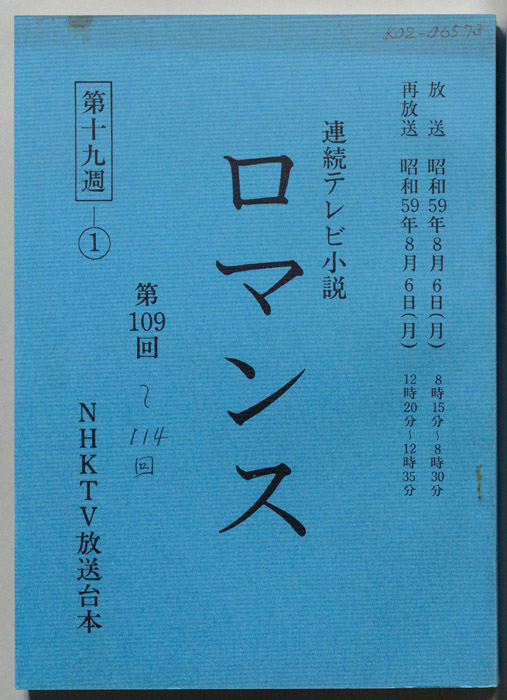 K02-06573
放送 昭和59年8月6日(月) 8時15分～8時30分
再放送 昭和59年8月6日(月) 12時20分～12時35分
連続テレビ小説
ロマンス
第109回
～114回
第十九週―①
NHKTV放送台本